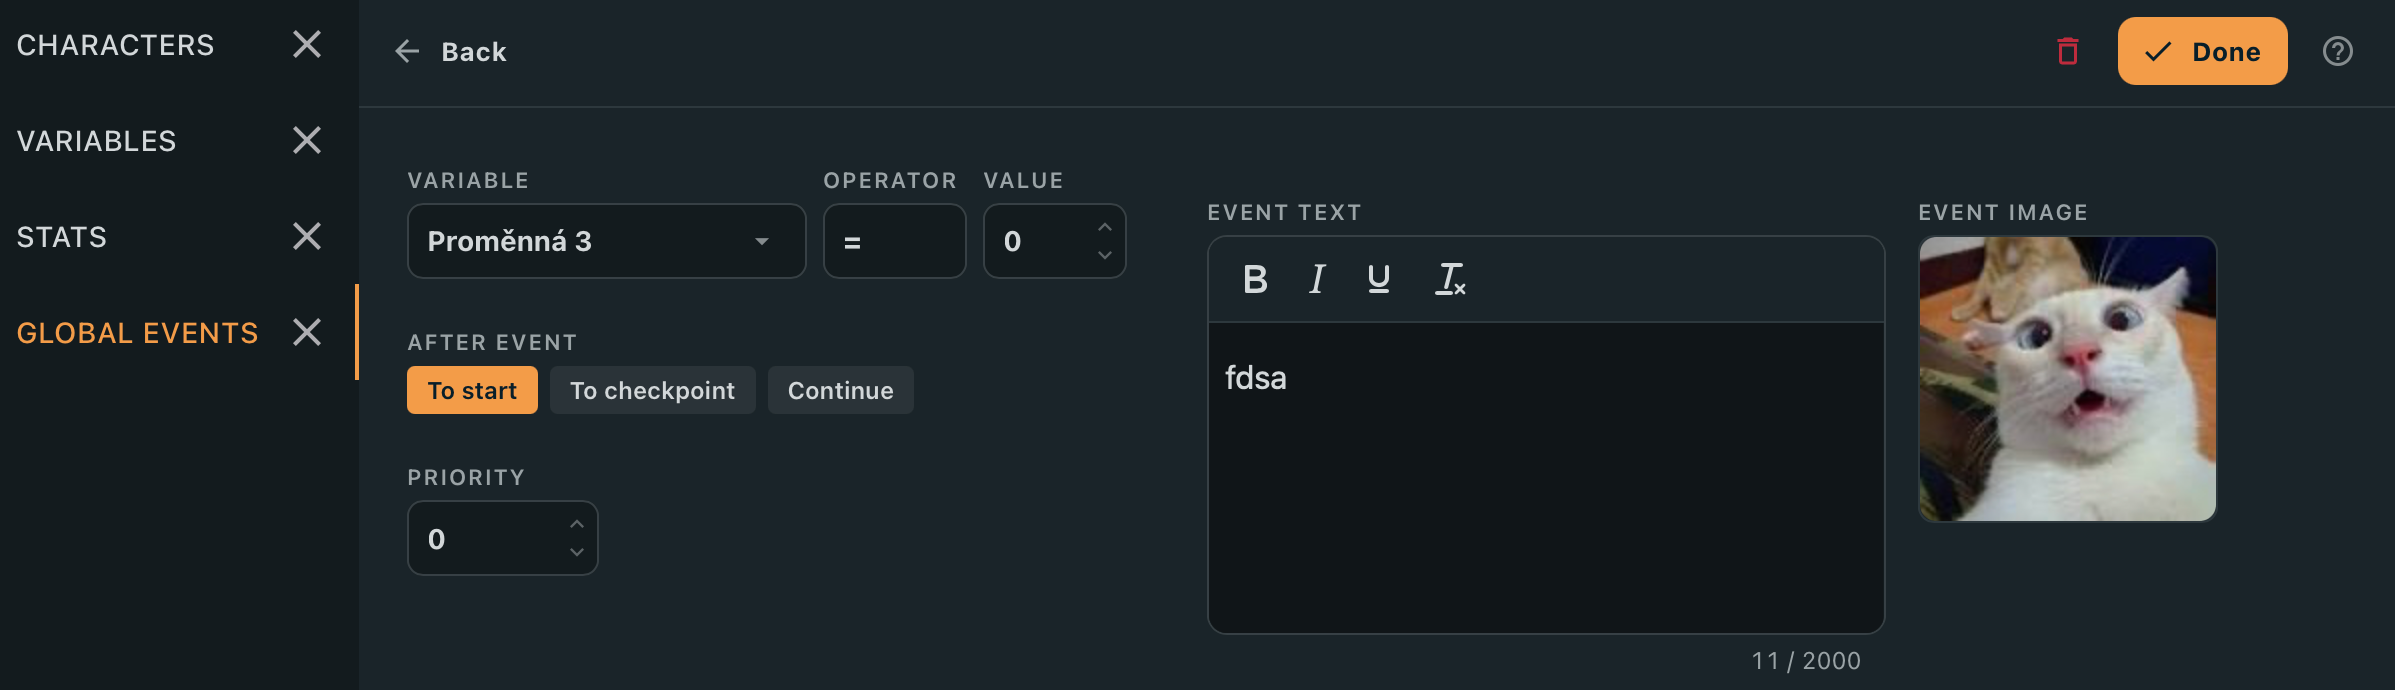 CHARACTERS
VARIABLES
STATS
GLOBAL EVENTS
Back
Done
VARIABLE
OPERATOR
VALUE
Proměnná 3
=
0
AFTER EVENT
To start
To checkpoint
Continue
PRIORITY
0
EVENT TEXT
B I U Tx
fdsa
11 / 2000
EVENT IMAGE